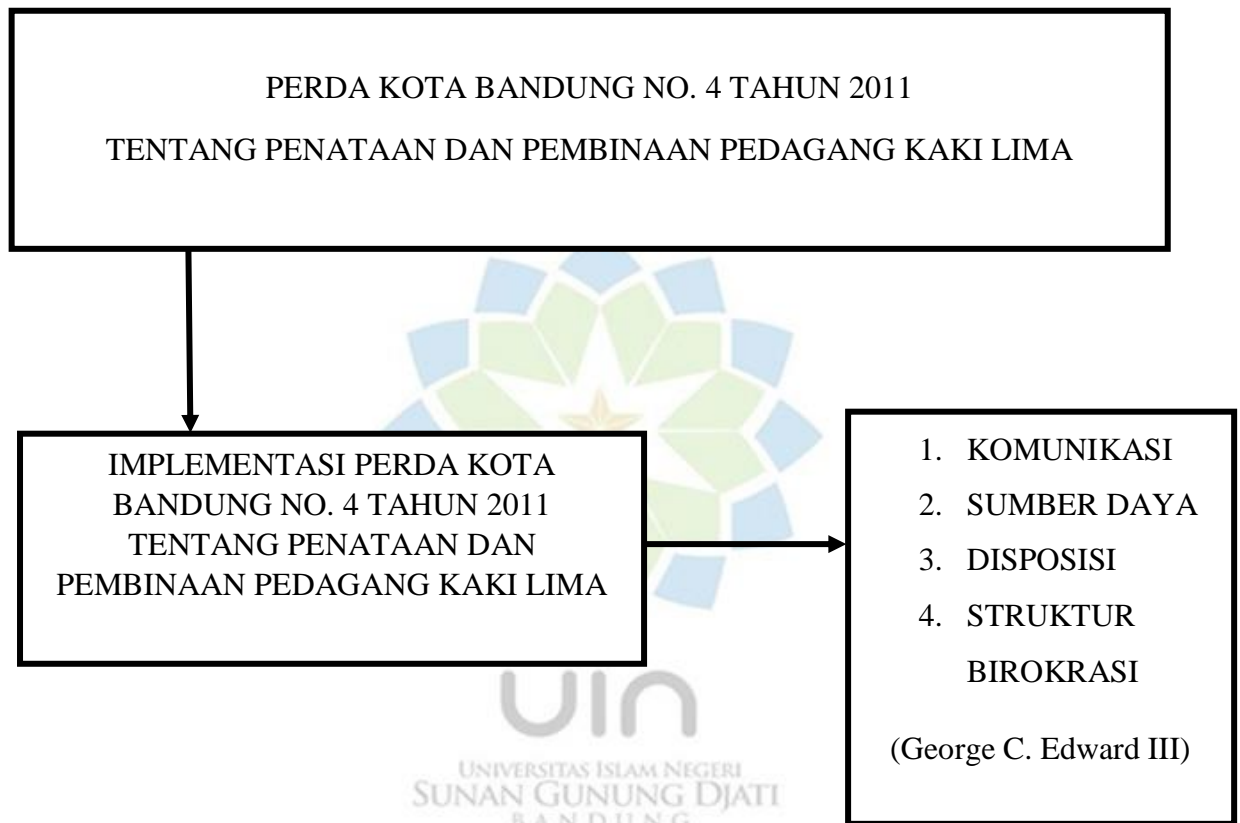 PERDA KOTA BANDUNG NO. 4 TAHUN 2011
TENTANG PENATAAN DAN PEMBINAAN PEDAGANG KAKI LIMA
IMPLEMENTASI PERDA KOTA
BANDUNG NO. 4 TAHUN 2011
TENTANG PENATAAN DAN
PEMBINAAN PEDAGANG KAKI LIMA
1. KOMUNIKASI
2. SUMBER DAYA
3. DISPOSISI
4. STRUKTUR
BIROKRASI
(George C. Edward III)
uin
UNIVERSITAS ISLAM NEGERI
SUNAN GUNUNG DJATI
BANDUNG